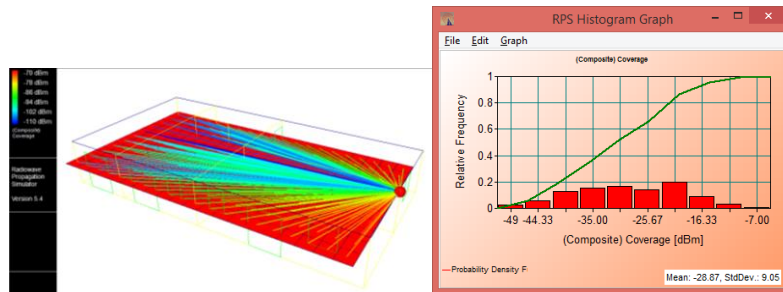 -70 dBm
-78 dBm
-86 dBm
-94 dBm
-102 dBm
-110 dBm
(Composite)
Coverage
Radiowave
Propagation
Simulator
Version 5.4
RPS Histogram Graph
File Edit Graph
(Composite) Coverage
Relative Frequency
1
0.8
0.6
0.4
0.2
0
-49 -44.33 -35.00 -25.67 -16.33 -7.00
(Composite) Coverage [dBm]
Probability Density F
Mean: -28.87, StdDev.: 9.05